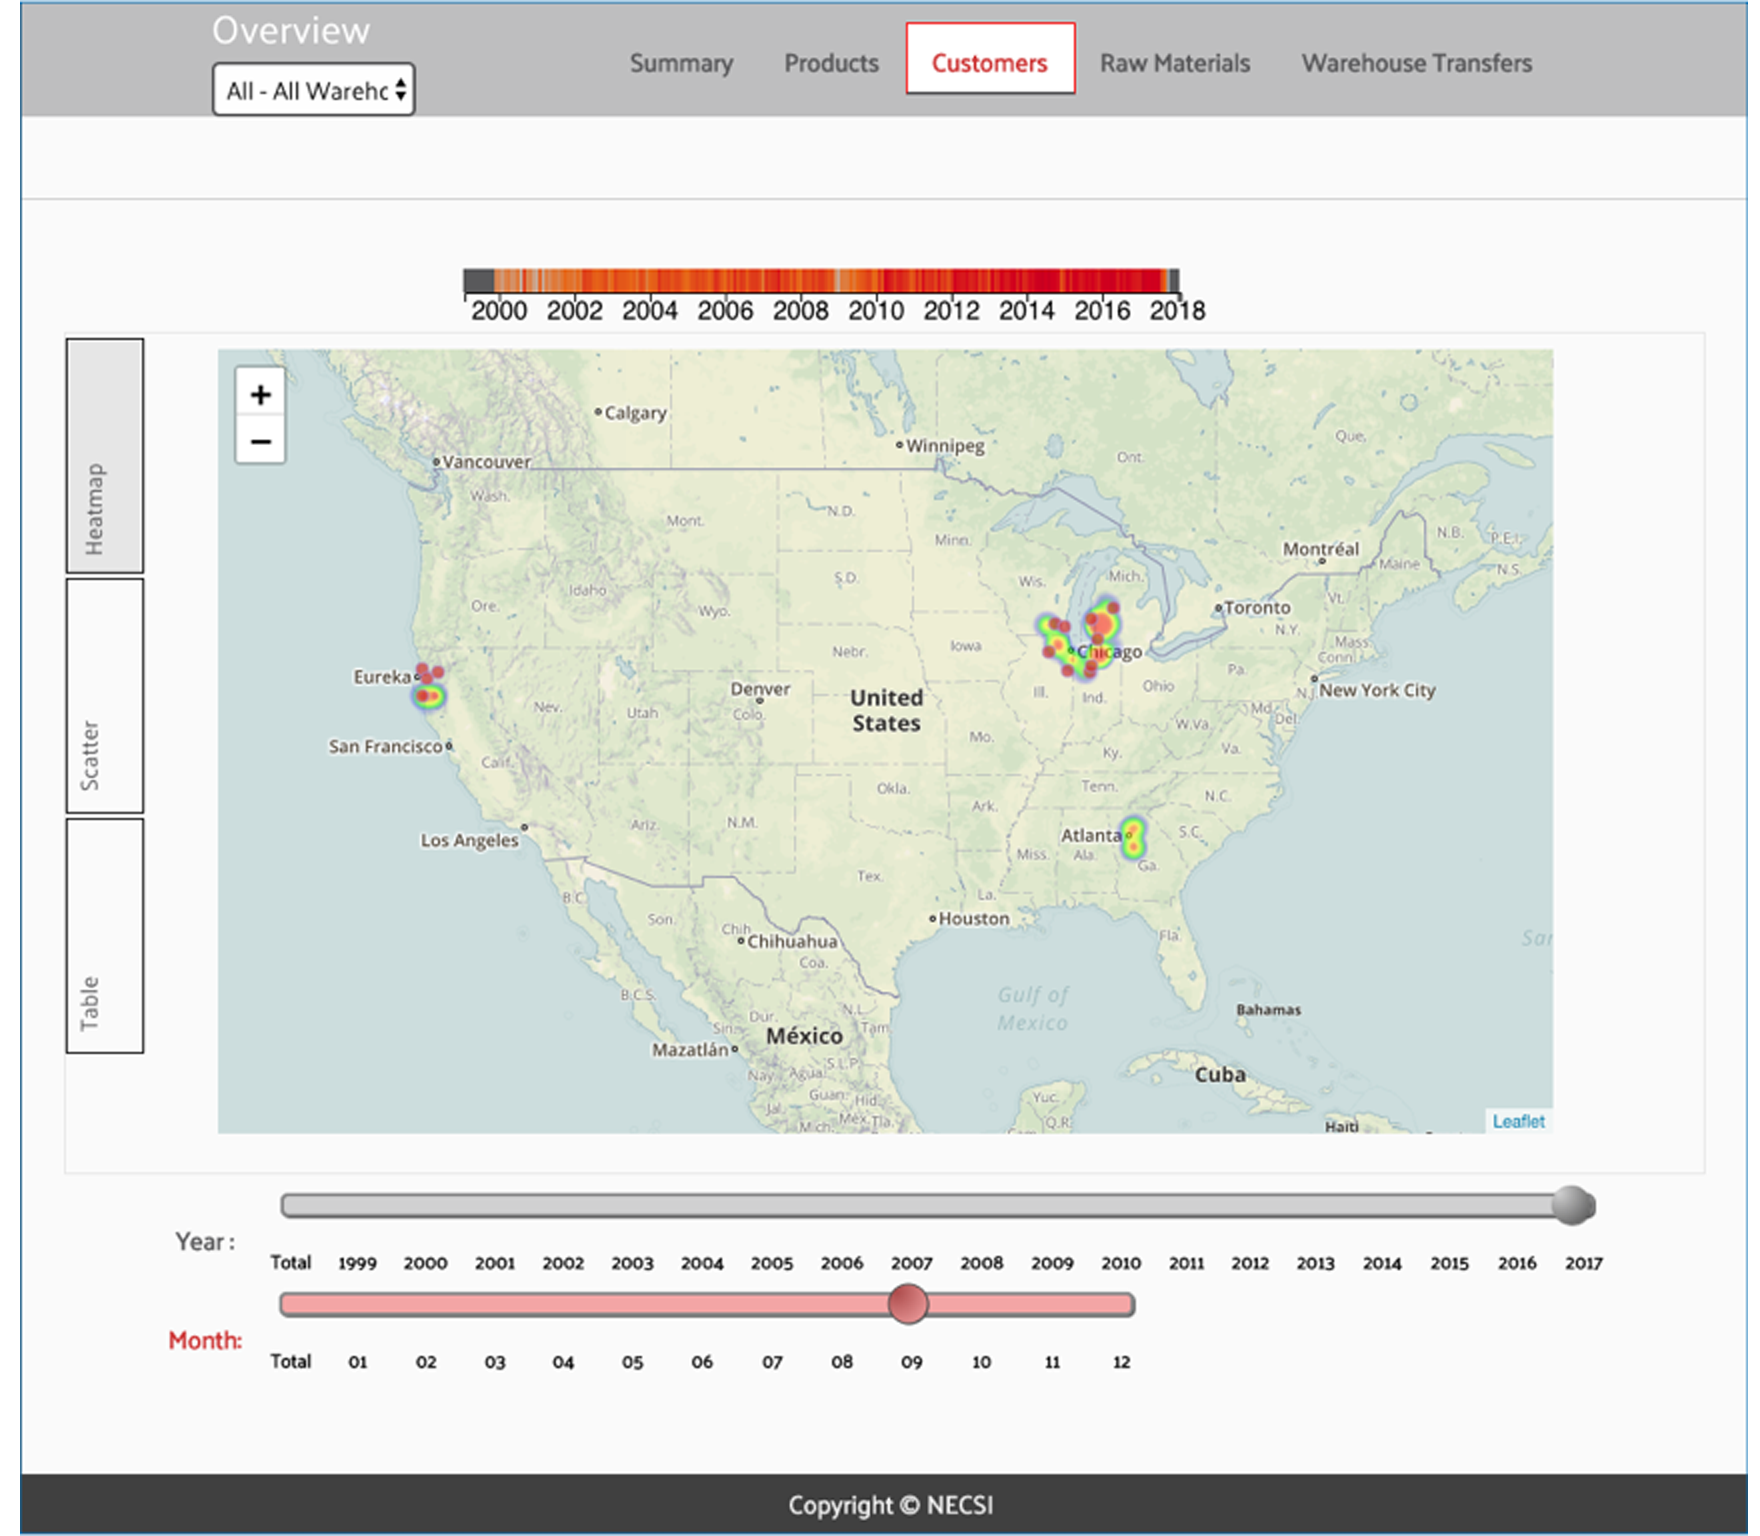 Overview
All - All Warehc
Summary
Products
Customers
Raw Materials
Warehouse Transfers
2000 2002 2004 2006 2008 2010 2012 2014 2016 2018
Heatmap
Scatter
Table
+
−
Calgary
Winnipeg
Vancouver
Que.
Ont.
Wash.
Mont.
N.D.
Minn.
Montréal
N.B.
P.E.I.
Maine
N.S.
Ore.
Idaho
Wyo.
S.D.
Wis.
Mich.
Toronto
Vt.
N.Y.
Mass.
Conn.
Iowa
Nebr.
Chicago
Eureka
Pa.
N.J.
New York City
Denver
Colo.
United
States
Ill.
Ind.
Ohio
Md.
Del.
Nev.
Utah
W.Va.
Va.
San Francisco
Calif.
Mo.
Ky.
Okla.
Tenn.
N.C.
Ark.
Ariz.
N.M.
Los Angeles
Atlanta
S.C.
Miss.
Ala.
Ga.
Tex.
La.
B.C.
Son.
Chih.
Chihuahua
Coa.
Houston
Fla.
B.C.S.
Gulf of
Mexico
Bahamas
Dur.
N.L.
Sin.
México
Tam
Mazatlán
Nay.
Agua.
S.L.P.
Cuba
Guan.
Hid.
Yuc.
Jal.
Mich.
Méx.
Tla.
Q.R.
Haiti
Leaflet
Year :
Total 1999 2000 2001 2002 2003 2004 2005 2006 2007 2008 2009 2010 2011 2012 2013 2014 2015 2016 2017
Month:
Total 01 02 03 04 05 06 07 08 09 10 11 12
Copyright © NECSI